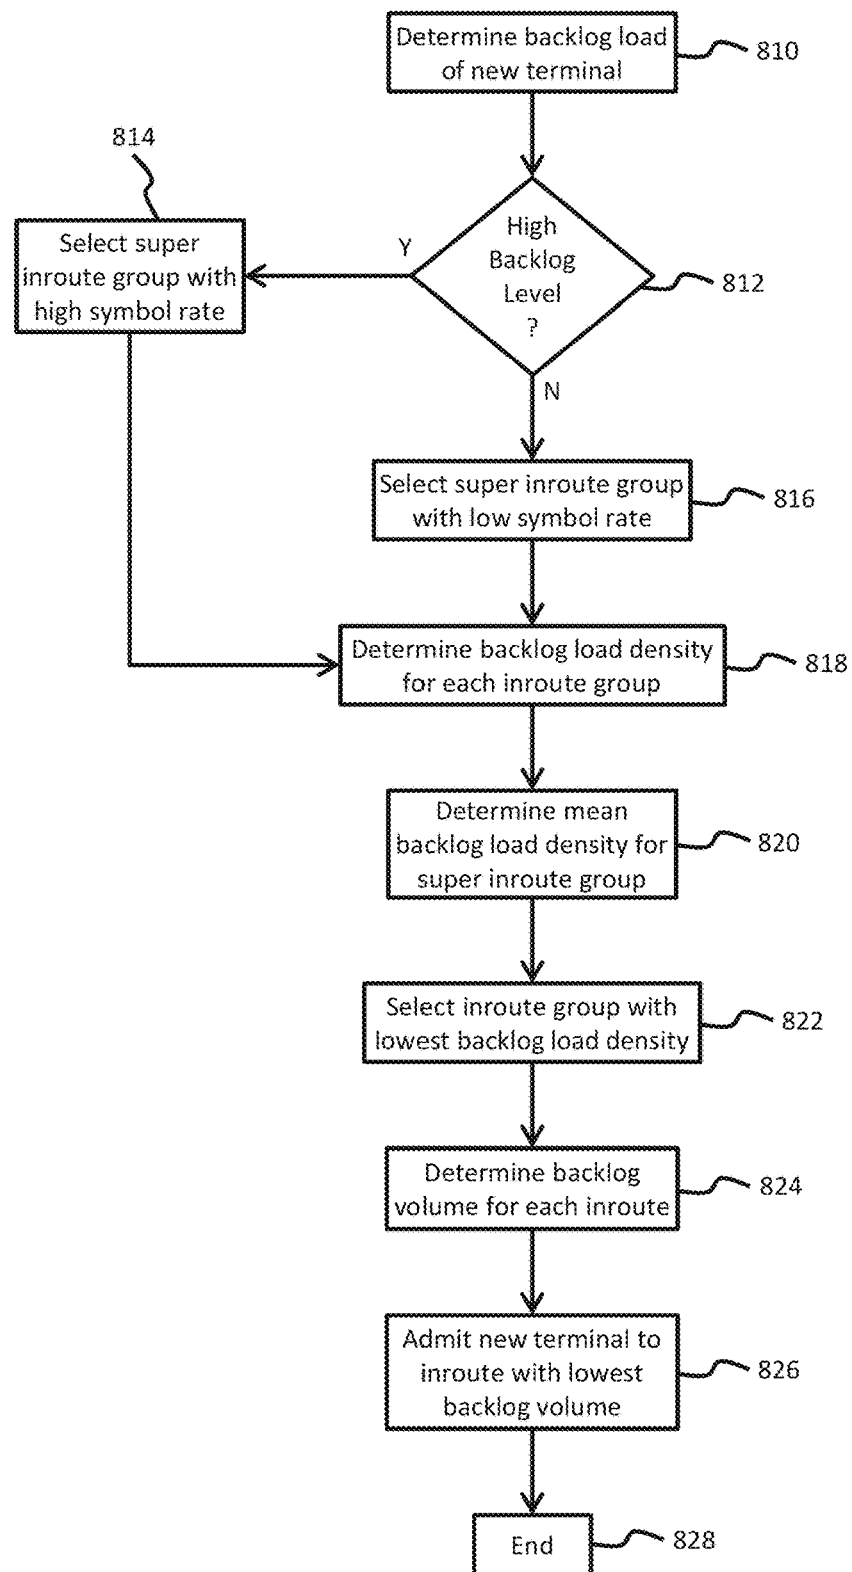 Determine backlog load
of new terminal
810
814
High
Backlog
Level
?
812
Y
Select super
inroute group with
high symbol rate
N
Select super inroute group
with low symbol rate
816
Determine backlog load density
for each inroute group
818
Determine mean
backlog load density for
super inroute group
820
Select inroute group with
lowest backlog load density
822
Determine backlog
volume for each inroute
824
Admit new terminal to
inroute with lowest
backlog volume
826
End
828